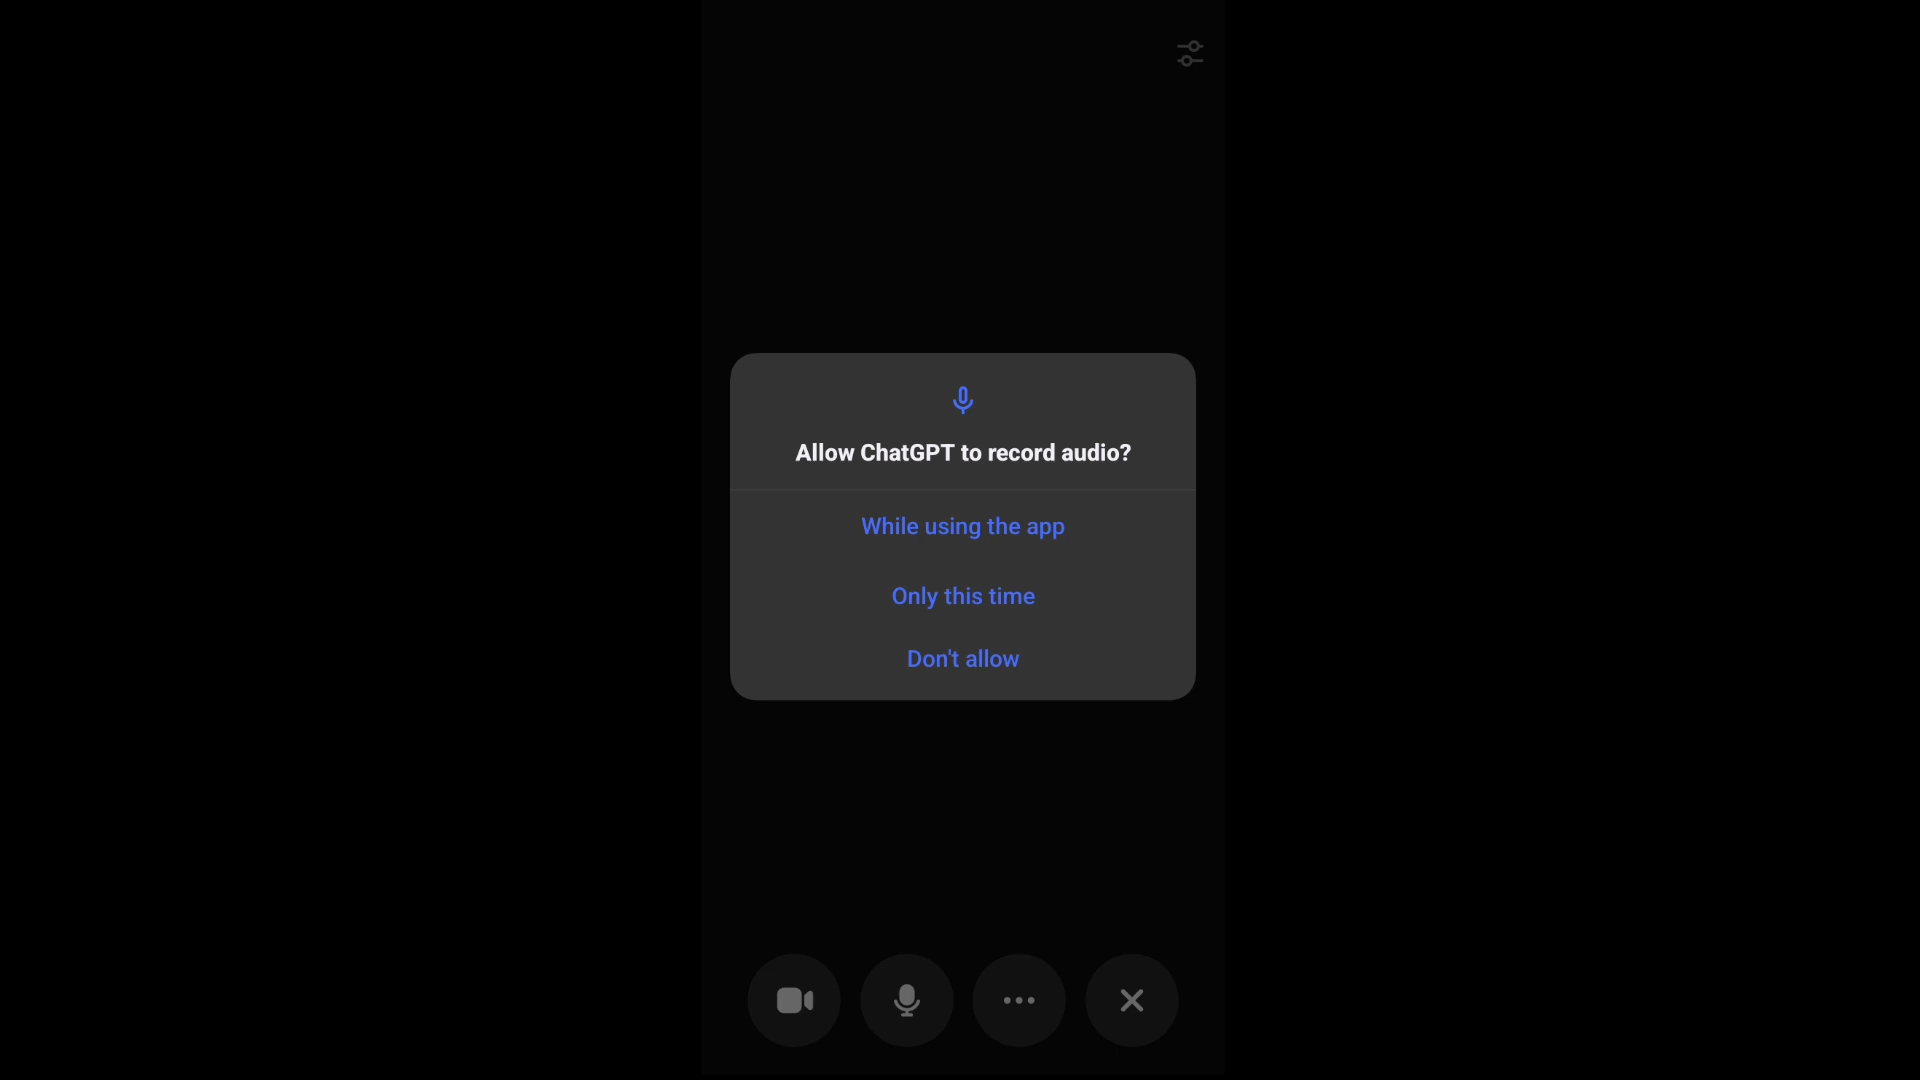 Allow ChatGPT to record audio?
While using the app
Only this time
Don't allow